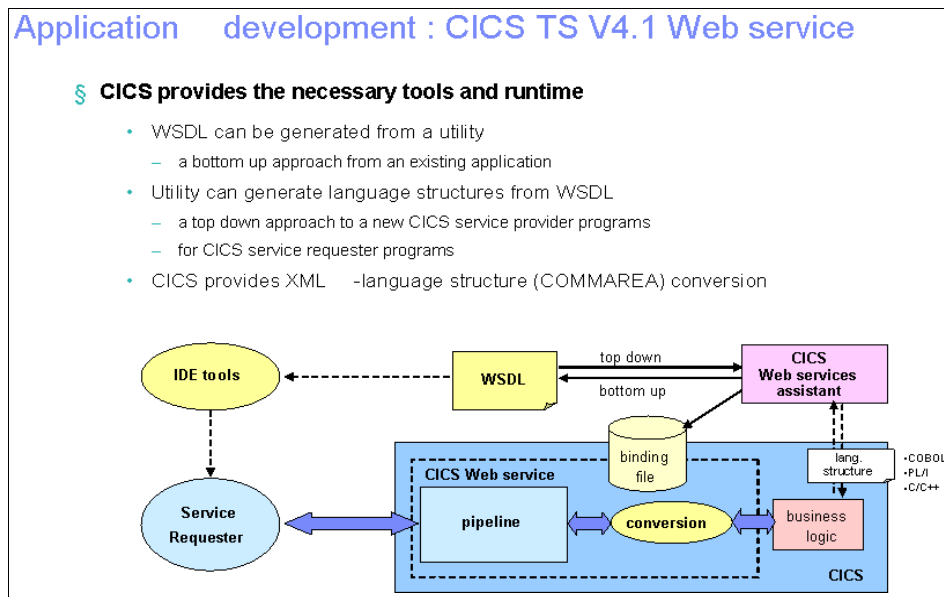 Application development : CICS TS V4.1 Web service
§ CICS provides the necessary tools and runtime
• WSDL can be generated from a utility
– a bottom up approach from an existing application
• Utility can generate language structures from WSDL
– a top down approach to a new CICS service provider programs
– for CICS service requester programs
• CICS provides XML -language structure (COMMAREA) conversion
IDE tools
WSDL
top down
bottom up
CICS
Web services
assistant
binding
file
lang.
structure
•COBOL
•PL/I
•C/C++
CICS Web service
Service
Requester
pipeline
conversion
business
logic
CICS